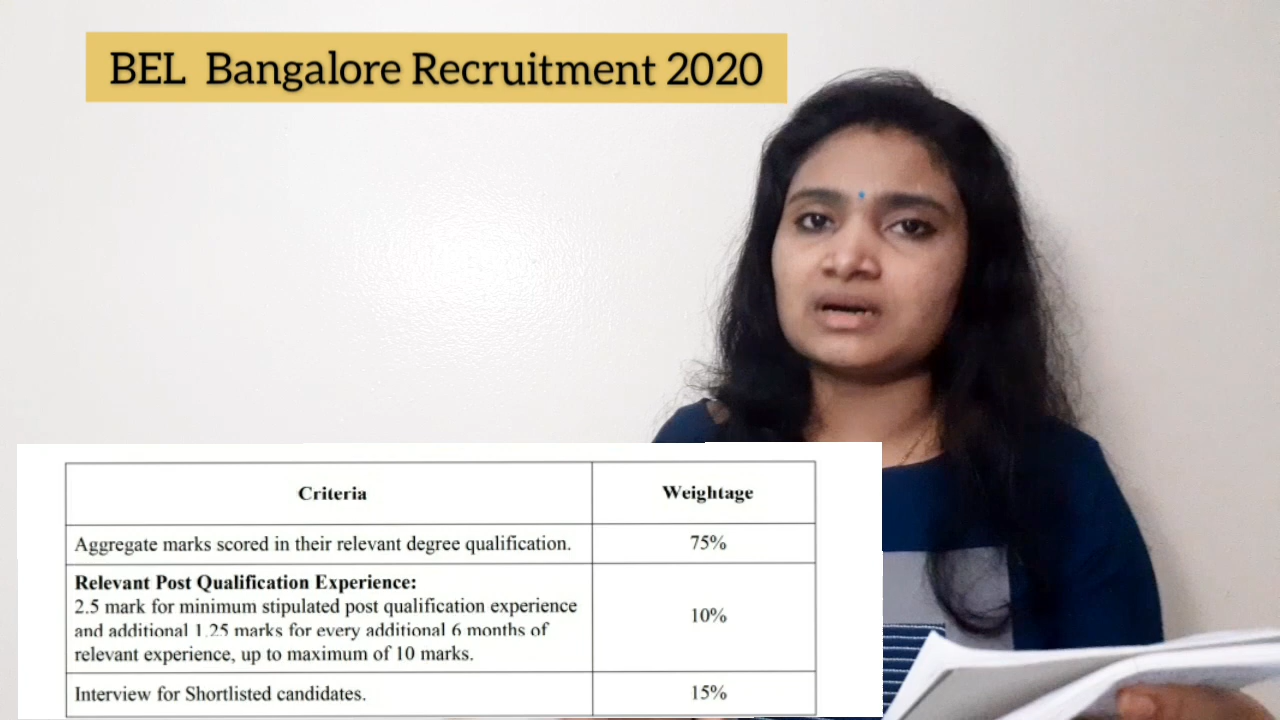 BEL Bangalore Recruitment 2020
Criteria
Weightage
Aggregate marks scored in their relevant degree qualification.
75%
Relevant Post Qualification Experience:
2.5 mark for minimum stipulated post qualification experience
and additional 1.25 marks for every additional 6 months of
relevant experience, up to maximum of 10 marks.
10%
Interview for Shortlisted candidates.
15%